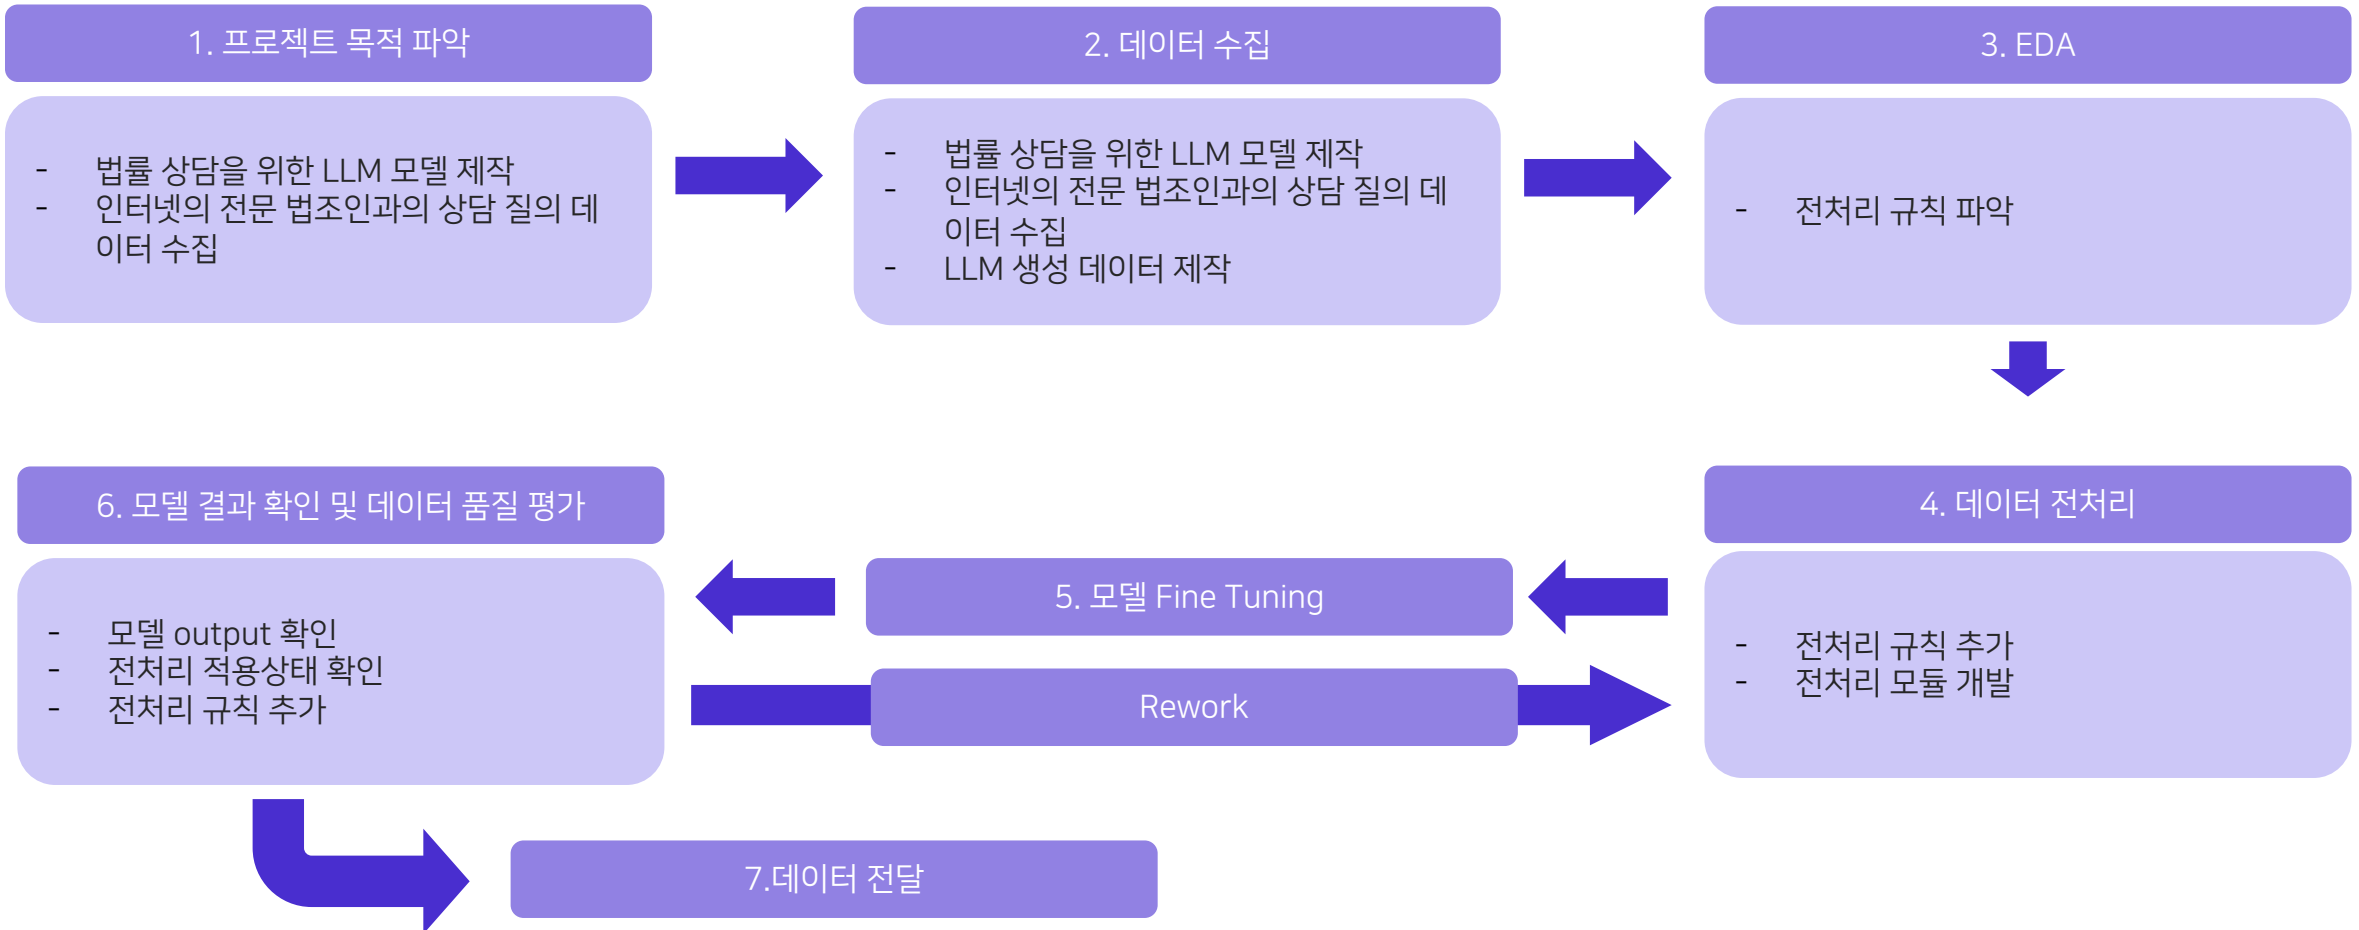 1. 프로젝트 목적 파악
- 법률 상담을 위한 LLM 모델 제작
- 인터넷의 전문 법조인과의 상담 질의 데
이터 수집
2. 데이터 수집
- 법률 상담을 위한 LLM 모델 제작
- 인터넷의 전문 법조인과의 상담 질의 데
이터 수집
- LLM 생성 데이터 제작
3. EDA
- 전처리 규칙 파악
4. 데이터 전처리
- 전처리 규칙 추가
- 전처리 모듈 개발
5. 모델 Fine Tuning
Rework
6. 모델 결과 확인 및 데이터 품질 평가
- 모델 output 확인
- 전처리 적용상태 확인
- 전처리 규칙 추가
7.데이터 전달